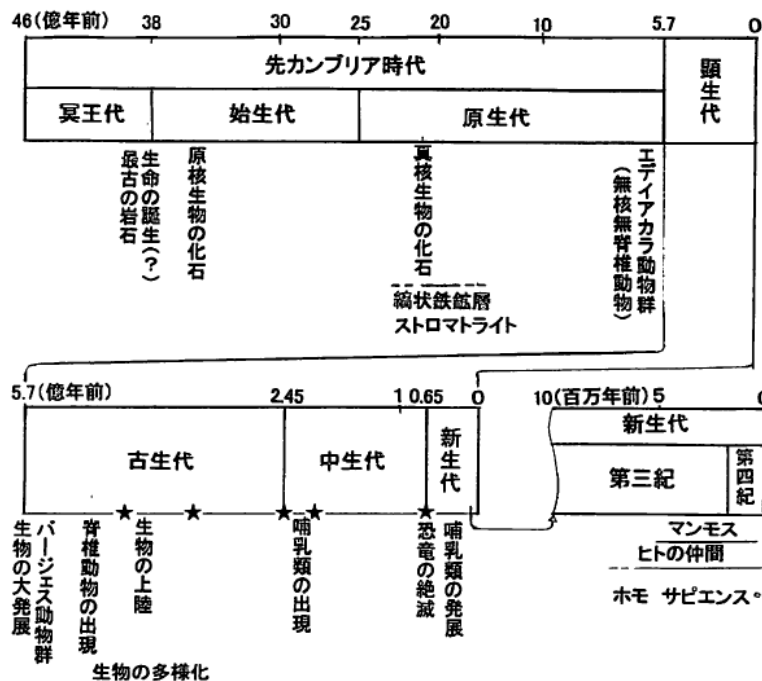 46(億年前) 38 30 25 20 10 5.7 0
先カンブリア時代
顕生代
冥王代 始生代 原生代
最古の岩石
生命の誕生(?)
原核生物の化石
真核生物の化石
縞状鉄鉱層
ストロマトライト
エデイアカラ動物群
(無核無脊椎動物)
5.7(億年前) 2.45 1 0.65 0 10(百万年前) 5 0
古生代 中生代 新生代
新生代
第三紀 第四紀
★ ★ ★ ★ ★
生物の大発展
バージェス動物群
脊椎動物の出現
生物の上陸
生物の多様化
哺乳類の出現
恐竜の絶滅
哺乳類の発展
マンモス
ヒトの仲間
ホモ サピエンス